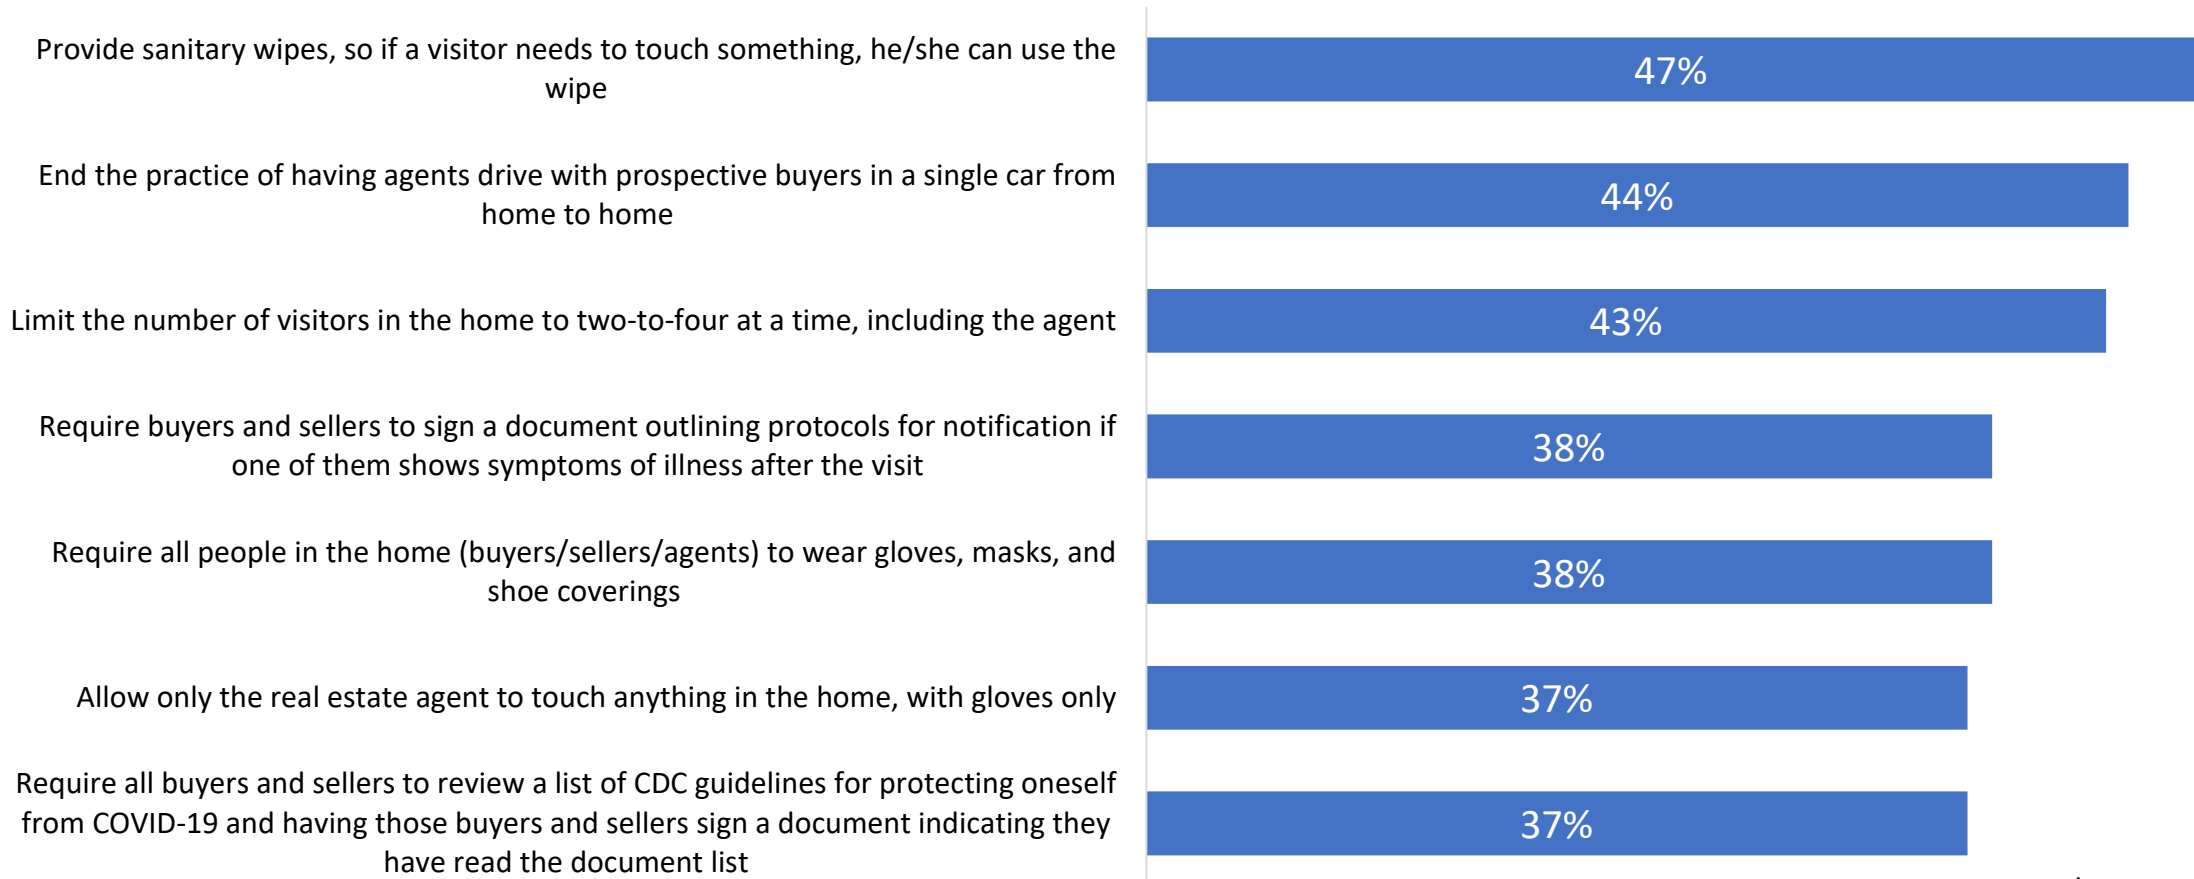 Provide sanitary wipes, so if a visitor needs to touch something, he/she can use the
wipe
47%
End the practice of having agents drive with prospective buyers in a single car from
home to home
44%
Limit the number of visitors in the home to two-to-four at a time, including the agent
43%
Require buyers and sellers to sign a document outlining protocols for notification if
one of them shows symptoms of illness after the visit
38%
Require all people in the home (buyers/sellers/agents) to wear gloves, masks, and
shoe coverings
38%
Allow only the real estate agent to touch anything in the home, with gloves only
37%
Require all buyers and sellers to review a list of CDC guidelines for protecting oneself
from COVID-19 and having those buyers and sellers sign a document indicating they
have read the document list
37%